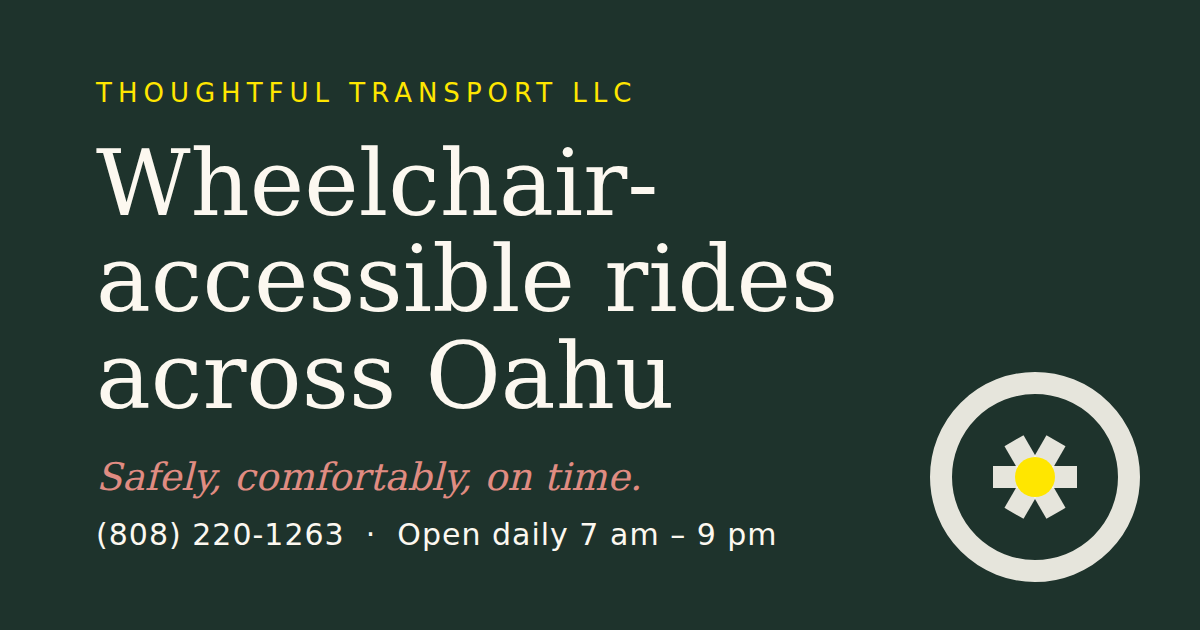 THOUGHTFUL TRANSPORT LLC
Wheelchair-
accessible rides
across Oahu
Safely, comfortably, on time.
(808) 220-1263 · Open daily 7 am – 9 pm